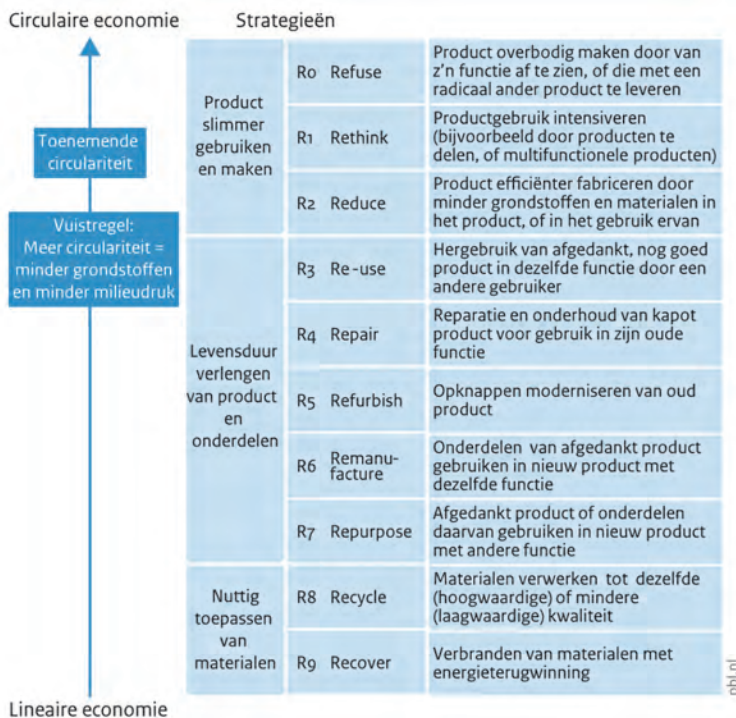 Circulaire economie
Strategieën
Toenemende
circulariteit
Vuistregel:
Meer circulariteit =
minder grondstoffen
en minder milieudruk
Lineaire economie
Product
slimmer
gebruiken
en maken
R0 Refuse
Product overbodig maken door van
z'n functie af te zien, of die met een
radicaal ander product te leveren
R1 Rethink
Productgebruik intensiveren
(bijvoorbeeld door producten te
delen, of multifunctionele producten)
R2 Reduce
Product efficiënter fabriceren door
minder grondstoffen en materialen in
het product, of in het gebruik ervan
Levensduur
verlengen
van product
en
onderdelen
R3 Re-use
Hergebruik van afgedankt, nog goed
product in dezelfde functie door een
andere gebruiker
R4 Repair
Reparatie en onderhoud van kapot
product voor gebruik in zijn oude
functie
R5 Refurbish
Opknappen moderniseren van oud
product
R6 Remanu-
facture
Onderdelen van afgedankt product
gebruiken in nieuw product met
dezelfde functie
R7 Repurpose
Afgedankt product of onderdelen
daarvan gebruiken in nieuw product
met andere functie
Nuttig
toepassen
van
materialen
R8 Recycle
Materialen verwerken tot dezelfde
(hoogwaardige) of mindere
(laagwaardige) kwaliteit
R9 Recover
Verbranden van materialen met
energieterugwinning
pbl.nl